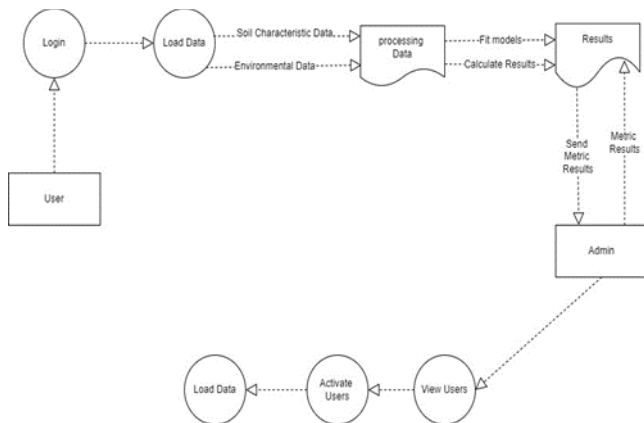 Login
Load Data
Soil Characteristic Data
Environmental Data
processing
Data
Fit models
Calculate Results
Results
User
Send
Metric
Results
Metric
Results
Admin
Load Data
Activate
Users
View Users